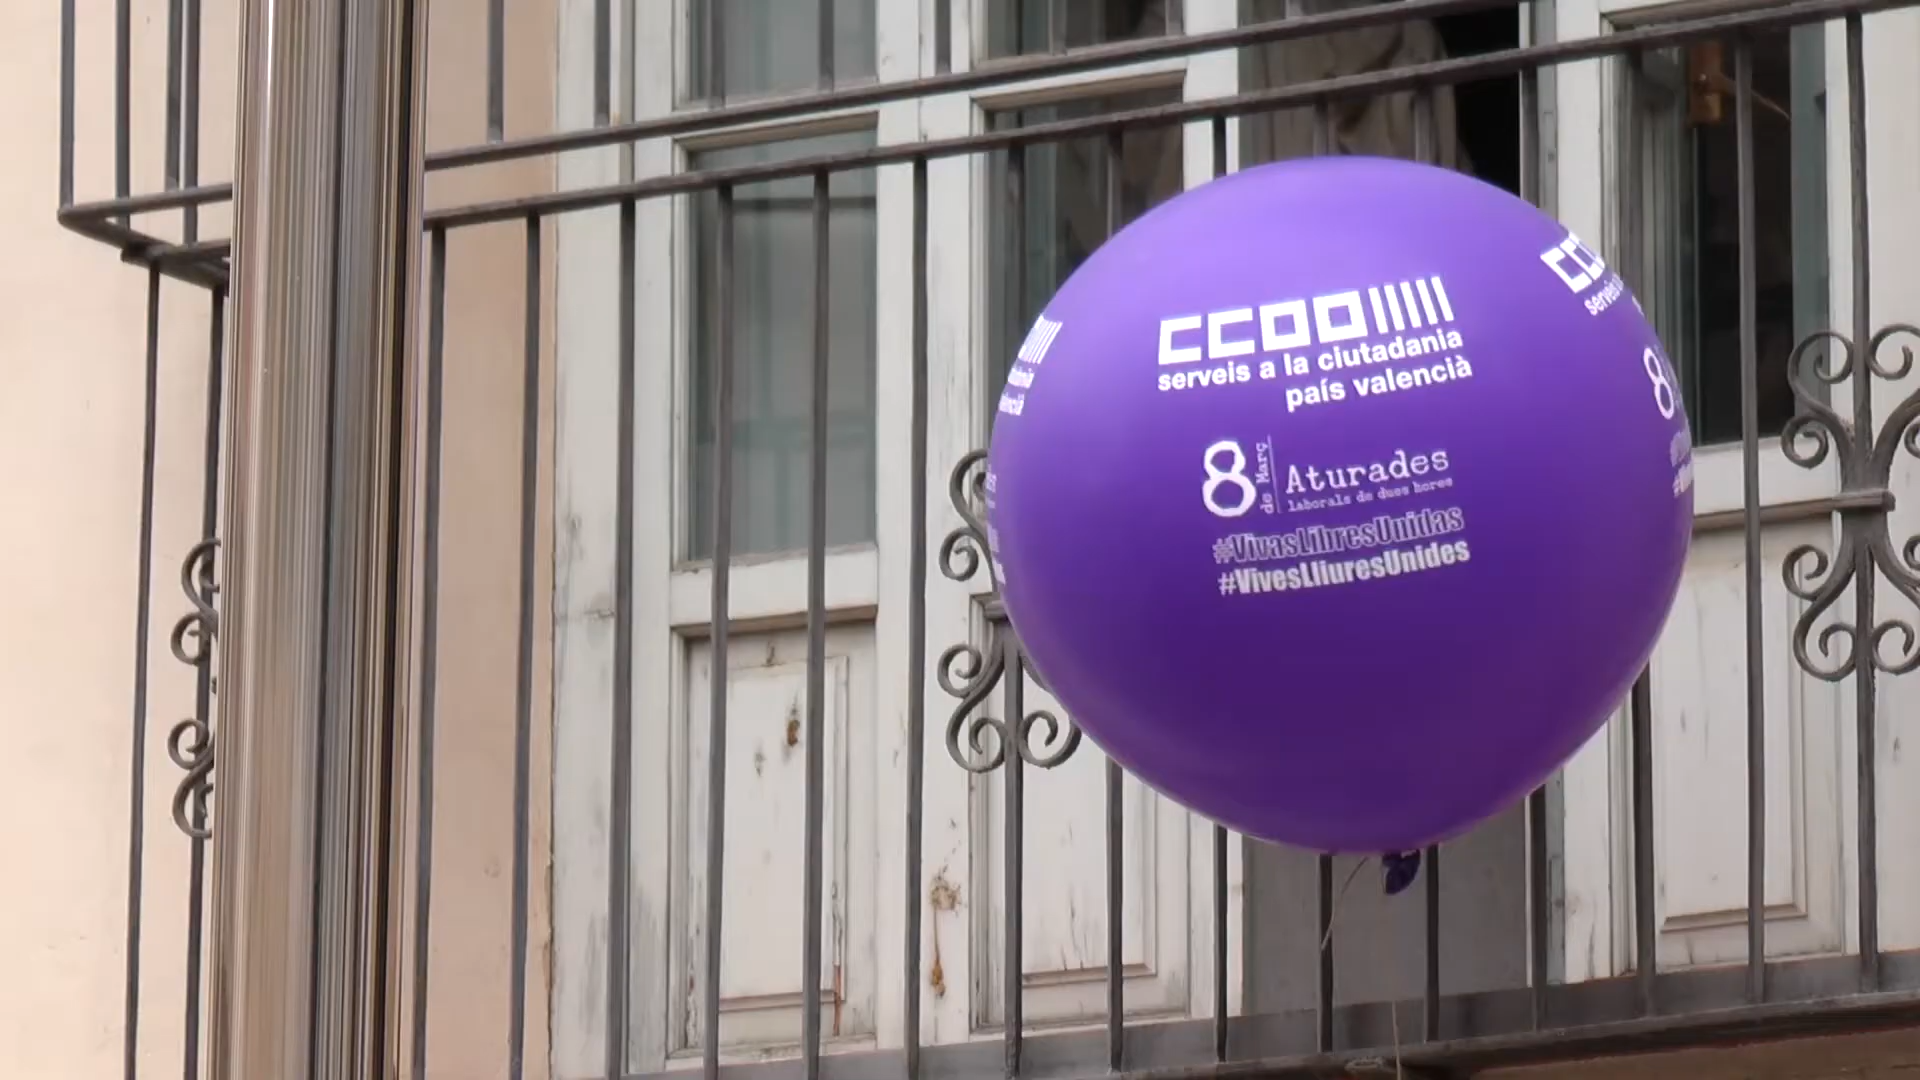 CCOO
serveis a la ciutadania
país valencià
8 de Març
Aturades
laborals de dues hores
#VivasLibresUnidas
#VivesLliuresUnides